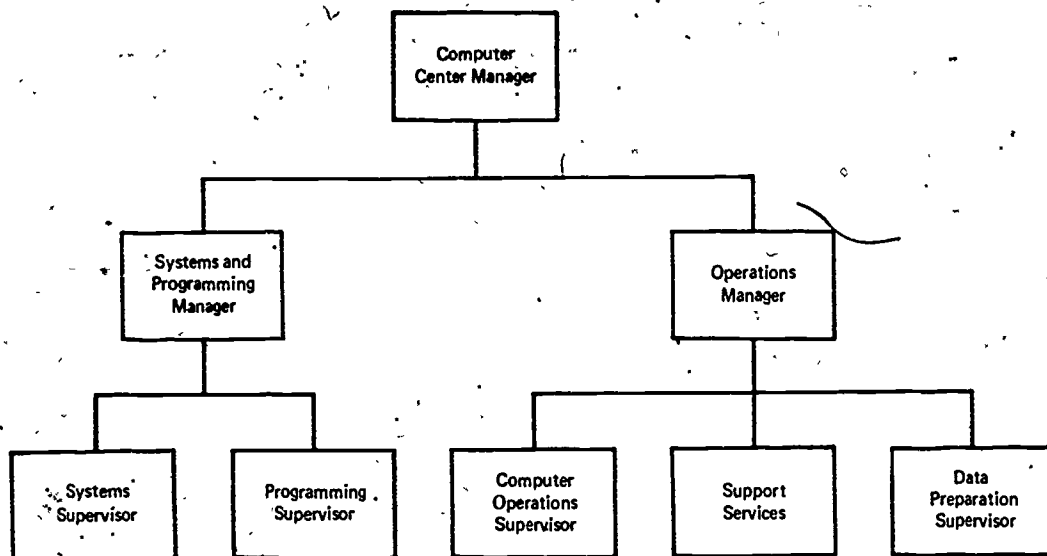 Computer
Center Manager
Systems and
Programming
Manager
Operations
Manager
Systems
Supervisor
Programming
Supervisor
Computer
Operations
Supervisor
Support
Services
Data
Preparation
Supervisor